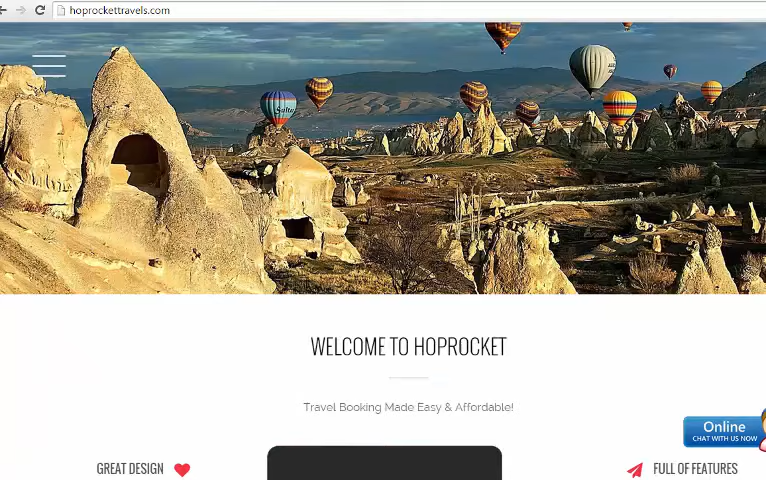 hoprockettravels.com
WELCOME TO HOPROCKET
Travel Booking Made Easy & Affordable!
Online
CHAT WITH US NOW
GREAT DESIGN
FULL OF FEATURES